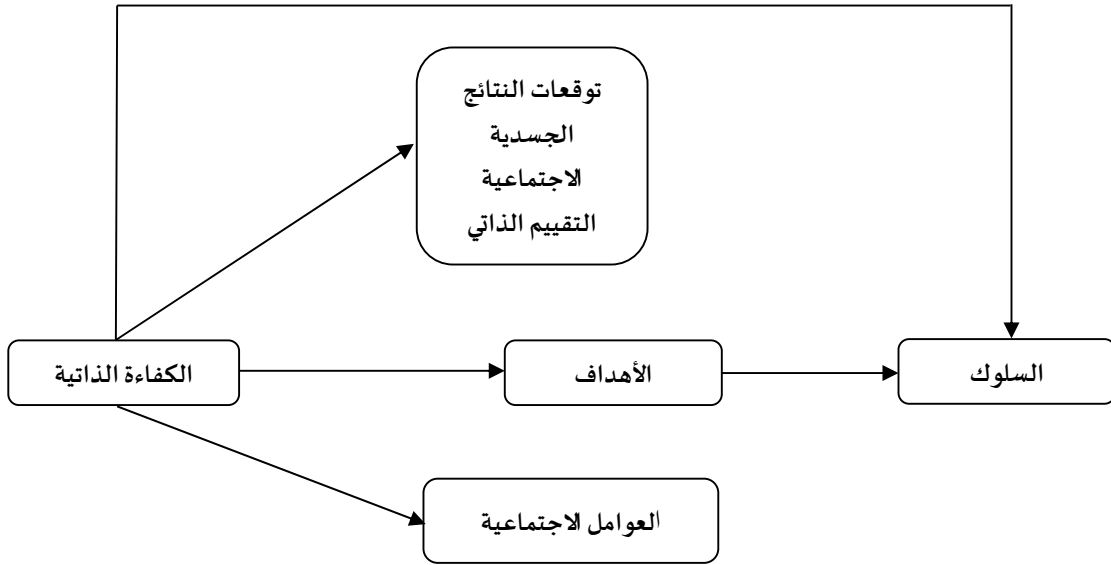 توقعات النتائج
الجسدية
الاجتماعية
التقييم الذاتي
الكفاءة الذاتية
الأهداف
السلوك
العوامل الاجتماعية